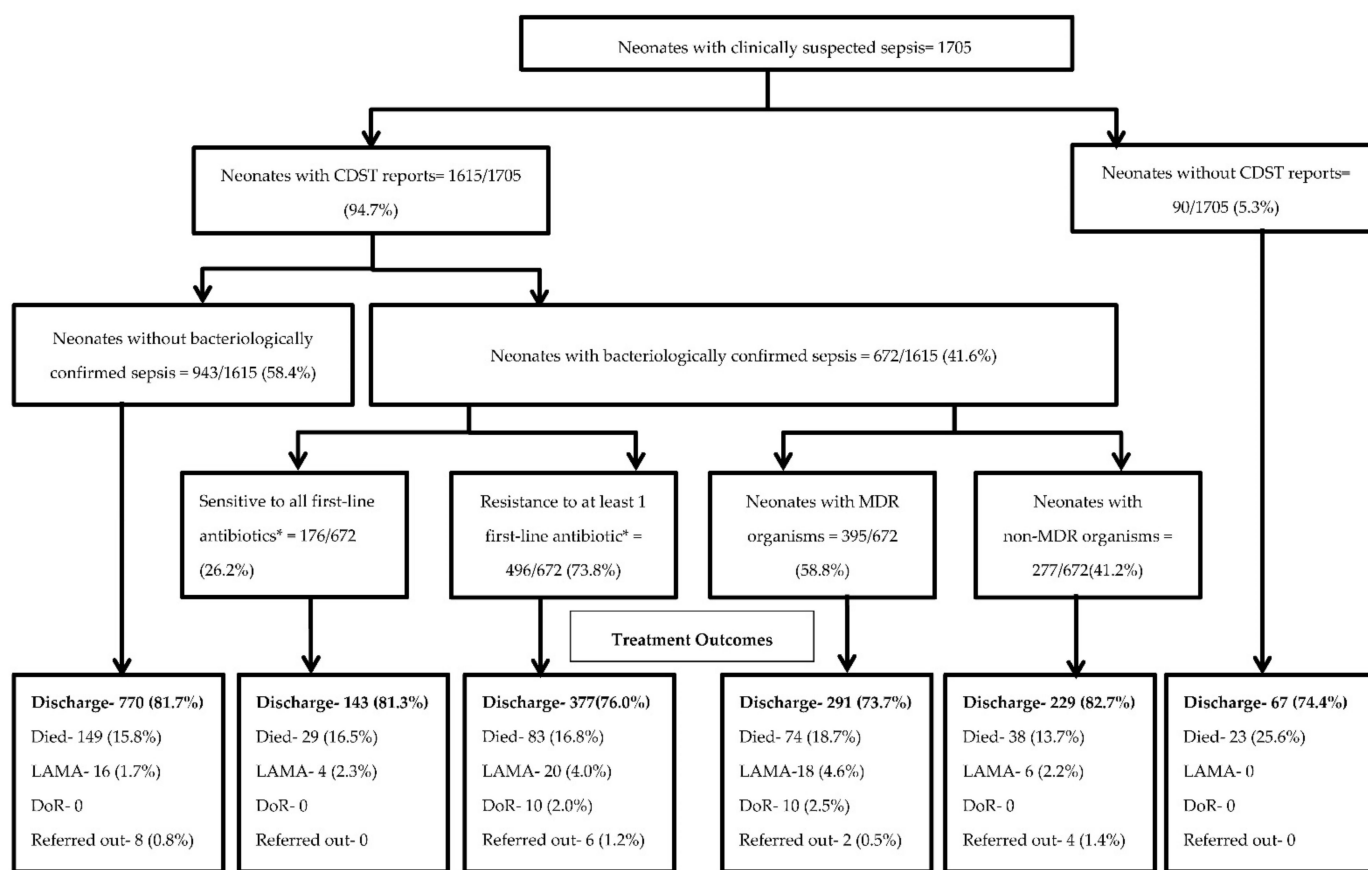 Neonates with clinically suspected sepsis= 1705
Neonates with CDST reports= 1615/1705
(94.7%)
Neonates without CDST reports=
90/1705 (5.3%)
Neonates without bacteriologically
confirmed sepsis = 943/1615 (58.4%)
Neonates with bacteriologically confirmed sepsis = 672/1615 (41.6%)
Sensitive to all first-line
antibiotics* = 176/672
(26.2%)
Resistance to at least 1
first-line antibiotic* =
496/672 (73.8%)
Neonates with MDR
organisms = 395/672
(58.8%)
Neonates with
non-MDR organisms =
277/672(41.2%)
Treatment Outcomes
Discharge- 770 (81.7%)
Died- 149 (15.8%)
LAMA- 16 (1.7%)
DoR- 0
Referred out- 8 (0.8%)
Discharge- 143 (81.3%)
Died- 29 (16.5%)
LAMA- 4 (2.3%)
DoR- 0
Referred out- 0
Discharge- 377(76.0%)
Died- 83 (16.8%)
LAMA- 20 (4.0%)
DoR- 10 (2.0%)
Referred out- 6 (1.2%)
Discharge- 291 (73.7%)
Died- 74 (18.7%)
LAMA-18 (4.6%)
DoR- 10 (2.5%)
Referred out- 2 (0.5%)
Discharge- 229 (82.7%)
Died- 38 (13.7%)
LAMA- 6 (2.2%)
DoR- 0
Referred out- 4 (1.4%)
Discharge- 67 (74.4%)
Died- 23 (25.6%)
LAMA- 0
DoR- 0
Referred out- 0